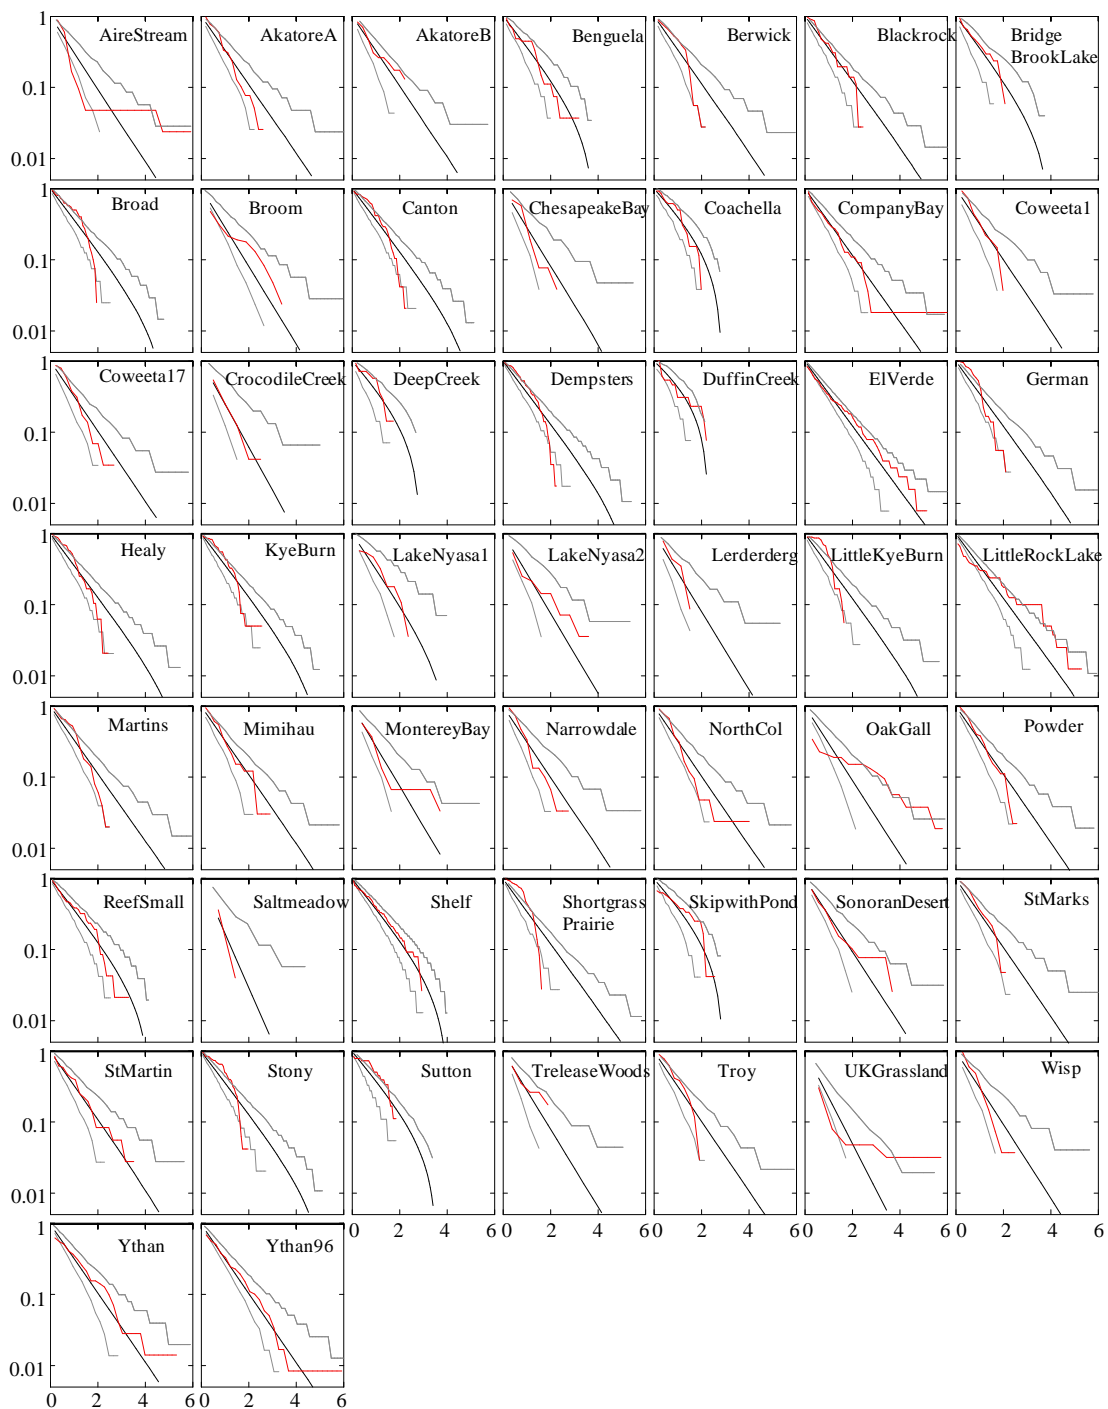 1 AireStream AkatoreA AkatoreB Benguela Berwick Blackrock Bridge
BrookLake
0.1
0.01
1 Broad Broom Canton ChesapeakeBay Coachella CompanyBay Coweeta1
0.1
0.01
1 Coweeta17 CrocodileCreek DeepCreek Dempsters DuffinCreek ElVerde German
0.1
0.01
1 Healy KyeBurn LakeNyasa1 LakeNyasa2 Lerderderg LittleKyeBurn LittleRockLake
0.1
0.01
1 Martins Mimihau MontereyBay Narrowdale NorthCol OakGall Powder
0.1
0.01
1 ReefSmall Saltmeadow Shelf Shortgrass SkipwithPond SonoranDesert StMarks
Prairie
0.1
0.01
1 StMartin Stony Sutton TreleaseWoods Troy UKGrassland Wisp
0.1
0.01
0 2 4 6 0 2 4 6 0 2 4 6 0 2 4 6 0 2 4 6
1 Ythan Ythan96
0.1
0.01
0 2 4 6 0 2 4 6